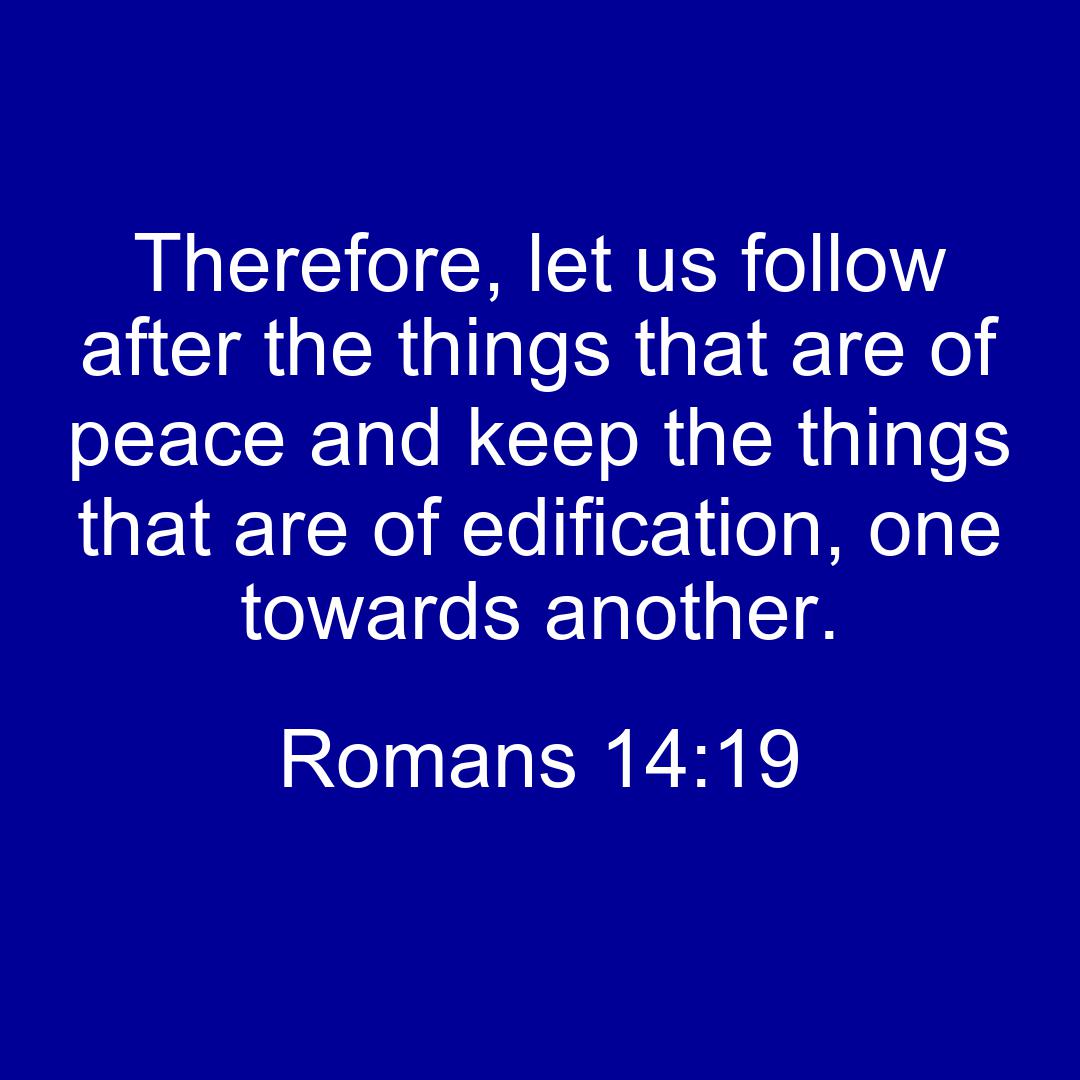 Therefore, let us follow
after the things that are of
peace and keep the things
that are of edification, one
towards another.
Romans 14:19